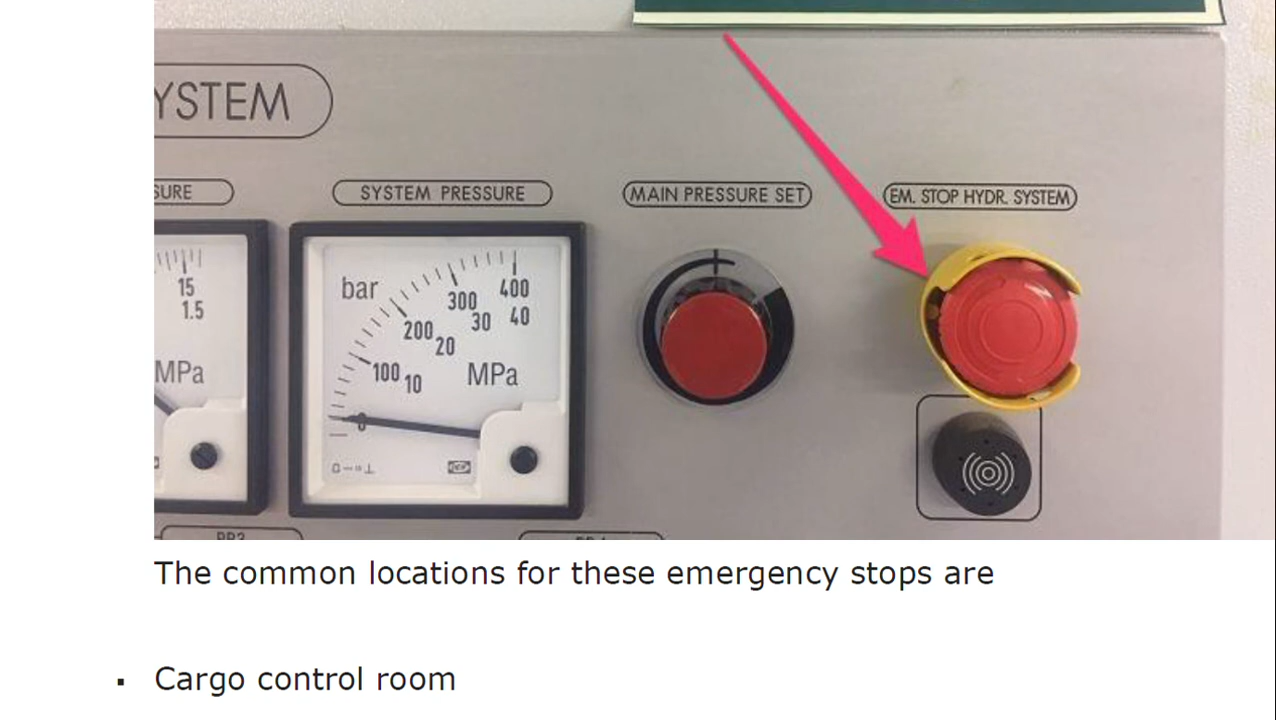 YSTEM
SURE
SYSTEM PRESSURE
MAIN PRESSURE SET
EM. STOP HYDR. SYSTEM
15
1.5
MPa
bar
400
300
40
30
200
20
100
10
MPa
0
The common locations for these emergency stops are
▪ Cargo control room